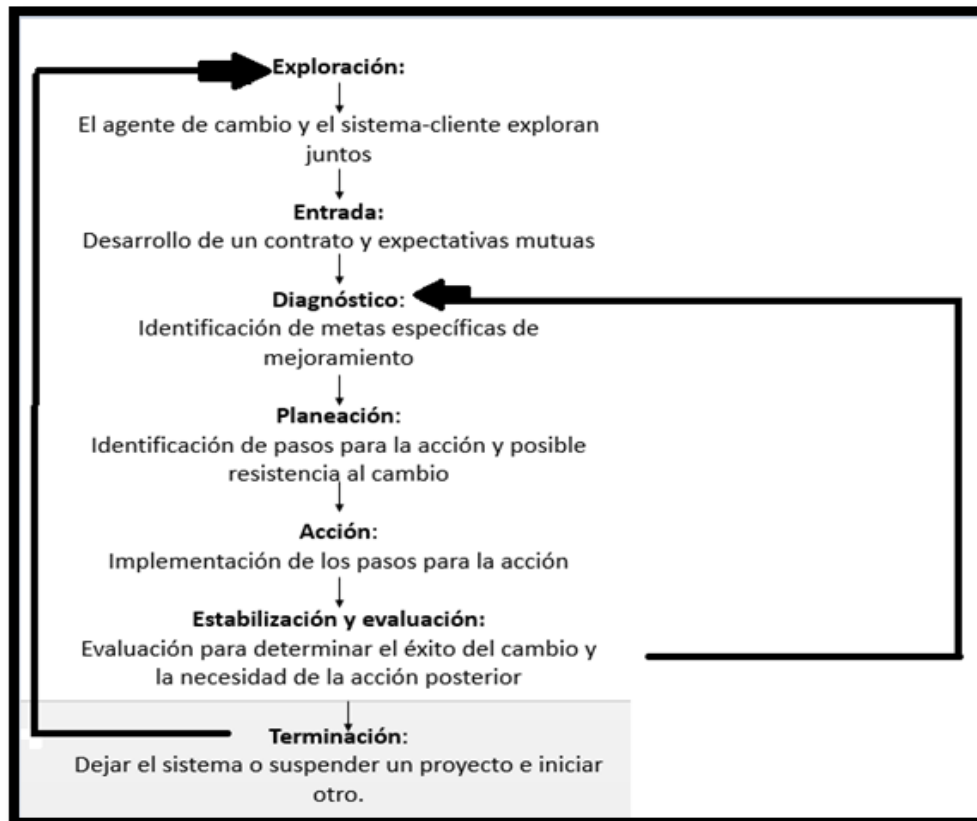 Exploración:
El agente de cambio y el sistema-cliente exploran
juntos
Entrada:
Desarrollo de un contrato y expectativas mutuas
Diagnóstico:
Identificación de metas específicas de
mejoramiento
Planeación:
Identificación de pasos para la acción y posible
resistencia al cambio
Acción:
Implementación de los pasos para la acción
Estabilización y evaluación:
Evaluación para determinar el éxito del cambio y
la necesidad de la acción posterior
Terminación:
Dejar el sistema o suspender un proyecto e iniciar
otro.